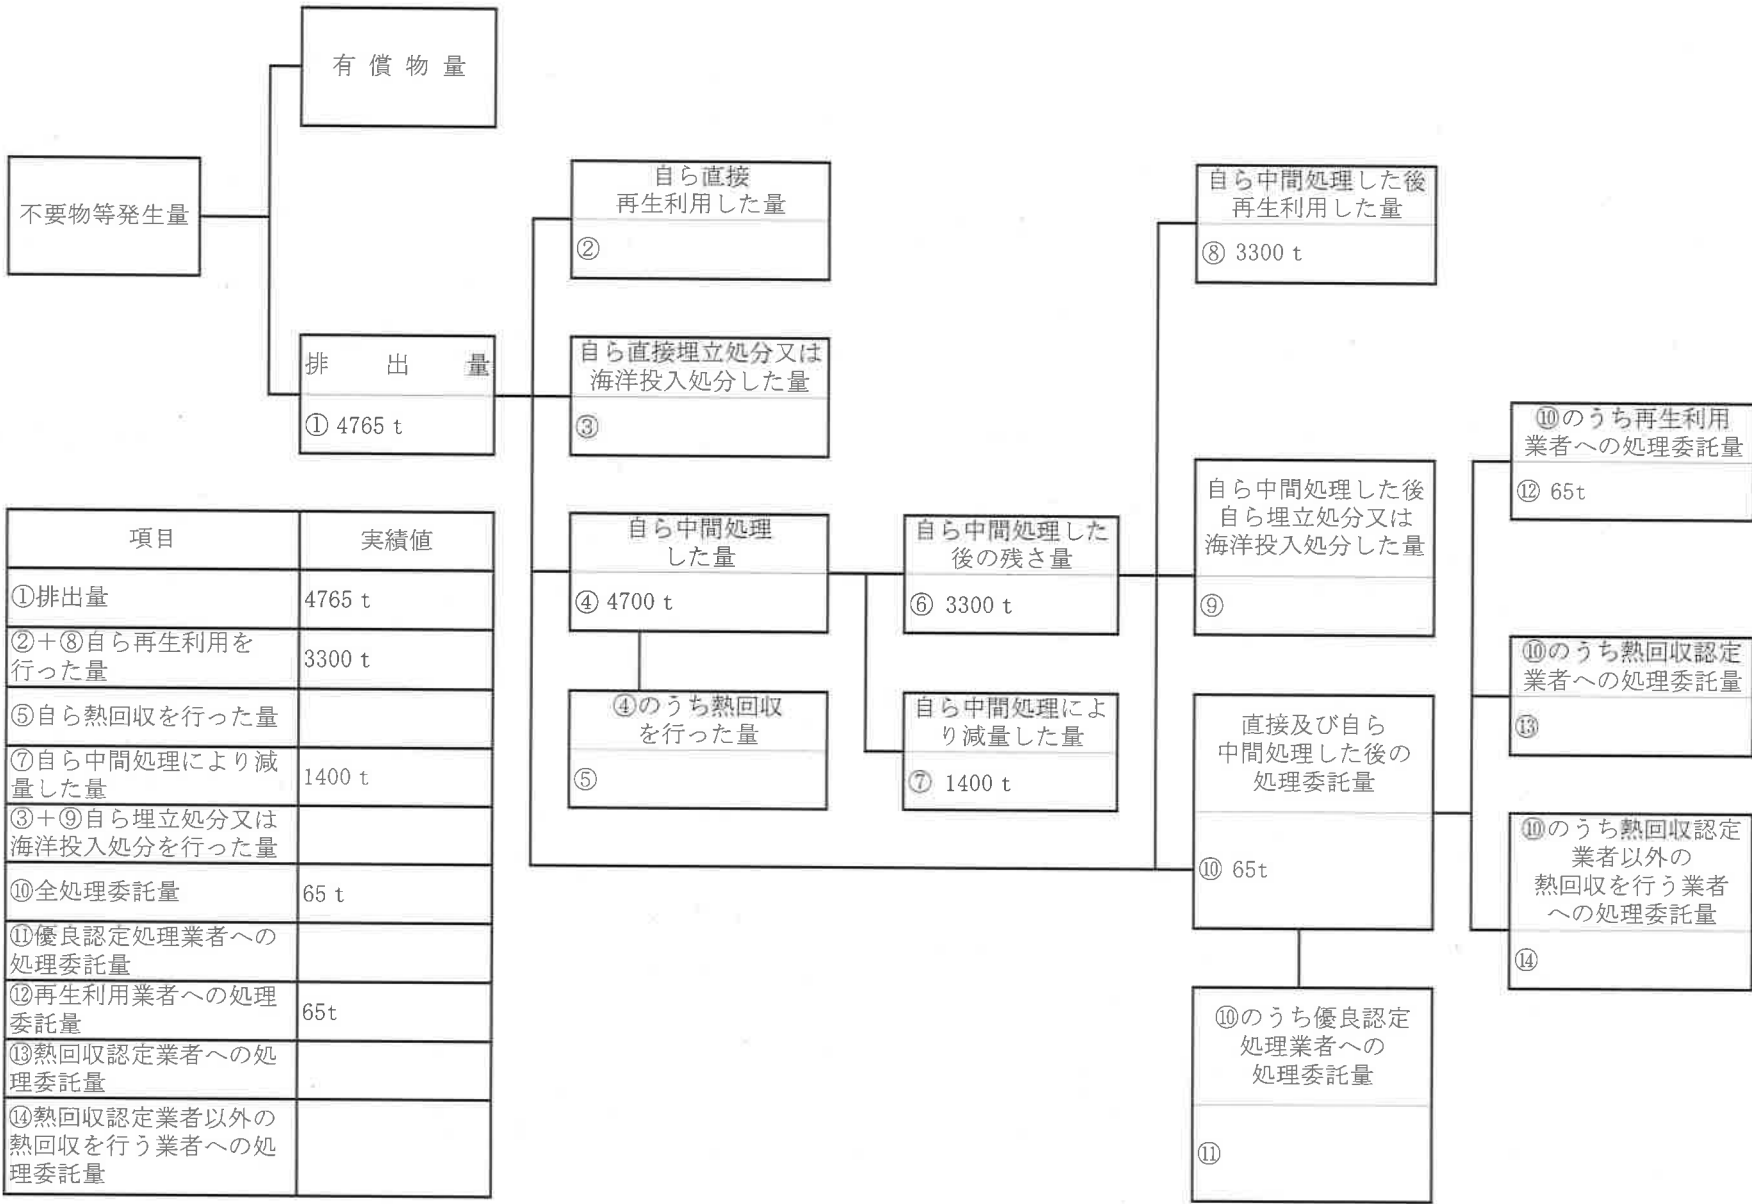 有償物量
不要物等発生量
排出量
① 4765 t
自ら直接
再生利用した量
②
自ら直接埋立処分又は
海洋投入処分した量
③
自ら中間処理
した量
④ 4700 t
④のうち熱回収
を行った量
⑤
自ら中間処理した
後の残さ量
⑥ 3300 t
自ら中間処理によ
り減量した量
⑦ 1400 t
自ら中間処理した後
再生利用した量
⑧ 3300 t
自ら中間処理した後
自ら埋立処分又は
海洋投入処分した量
⑨
直接及び自ら
中間処理した後の
処理委託量
⑩ 65t
⑩のうち優良認定
処理業者への
処理委託量
⑪
⑩のうち再生利用
業者への処理委託量
⑫ 65t
⑩のうち熱回収認定
業者への処理委託量
⑬
⑩のうち熱回収認定
業者以外の
熱回収を行う業者
への処理委託量
⑭
項目 実績値
①排出量 4765 t
②+⑧自ら再生利用を
行った量 3300 t
⑤自ら熱回収を行った量
⑦自ら中間処理により減
量した量 1400 t
③+⑨自ら埋立処分又は
海洋投入処分を行った量
⑩全処理委託量 65 t
⑪優良認定処理業者への
処理委託量
⑫再生利用業者への処理
委託量 65t
⑬熱回収認定業者への処
理委託量
⑭熱回収認定業者以外の
熱回収を行う業者への処
理委託量